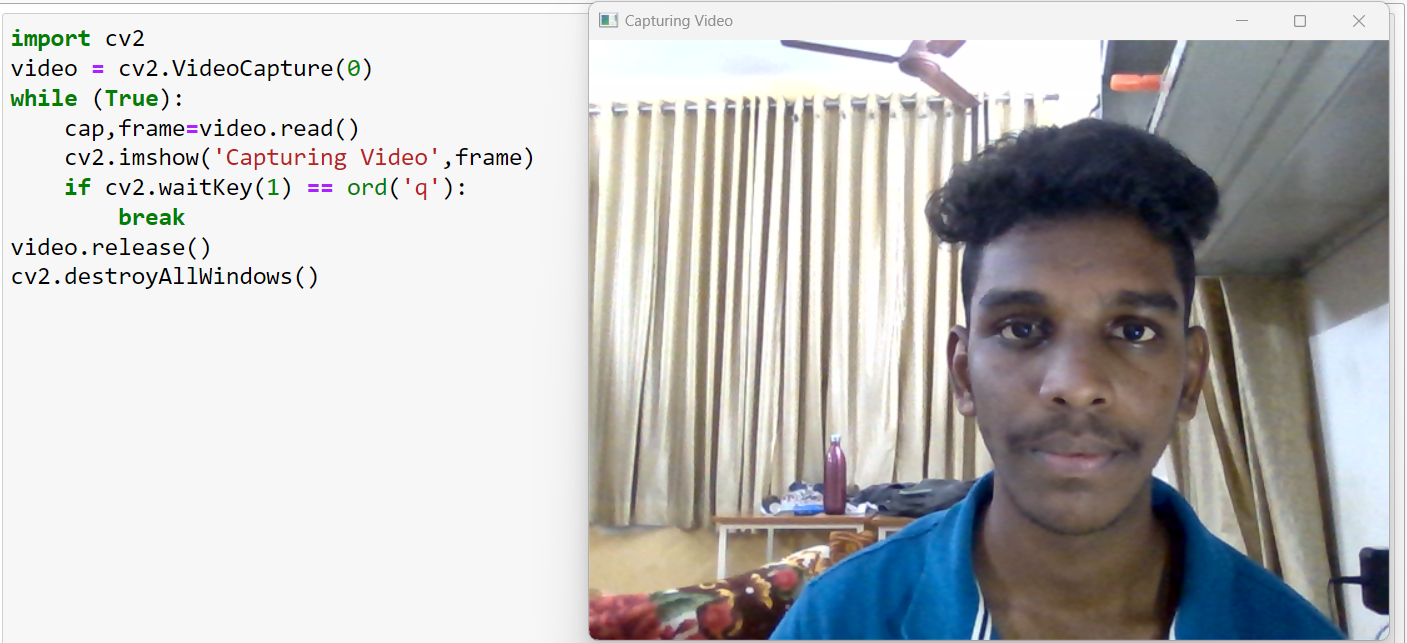 import cv2
video = cv2.VideoCapture(0)
while (True):
    cap,frame=video.read()
    cv2.imshow('Capturing Video',frame)
    if cv2.waitKey(1) == ord('q'):
        break
video.release()
cv2.destroyAllWindows()
Capturing Video